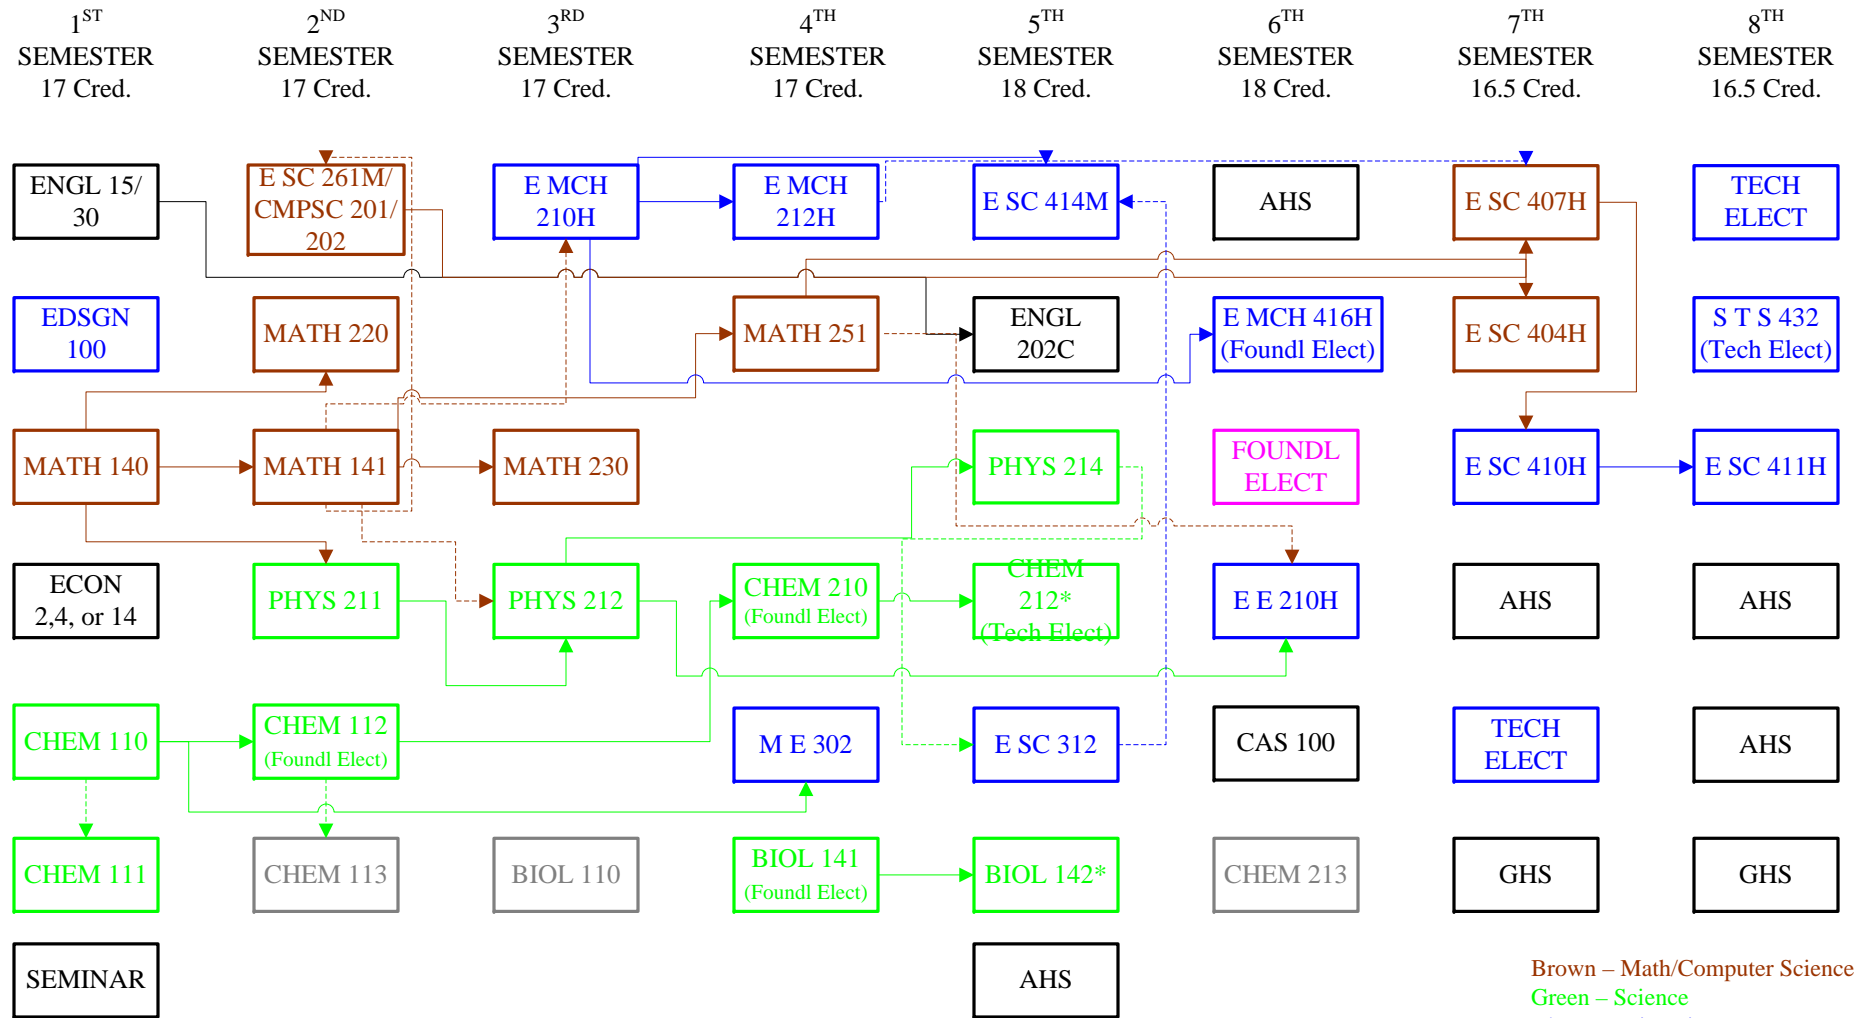 1ST
SEMESTER
17 Cred.
2ND
SEMESTER
17 Cred.
3RD
SEMESTER
17 Cred.
4TH
SEMESTER
17 Cred.
5TH
SEMESTER
18 Cred.
6TH
SEMESTER
18 Cred.
7TH
SEMESTER
16.5 Cred.
8TH
SEMESTER
16.5 Cred.
ENGL 15/
30
E SC 261M/
CMPSC 201/
202
E MCH
210H
E MCH
212H
E SC 414M
AHS
E SC 407H
TECH
ELECT
EDSGN
100
MATH 220
MATH 251
ENGL
202C
E MCH 416H
(Foundl Elect)
E SC 404H
S T S 432
(Tech Elect)
MATH 140
MATH 141
MATH 230
PHYS 214
FOUNDL
ELECT
E SC 410H
E SC 411H
ECON
2,4, or 14
PHYS 211
PHYS 212
CHEM 210
(Foundl Elect)
CHEM
212*
(Tech Elect)
E E 210H
AHS
AHS
CHEM 110
CHEM 112
(Foundl Elect)
M E 302
E SC 312
CAS 100
TECH
ELECT
AHS
CHEM 111
CHEM 113
BIOL 110
BIOL 141
(Foundl Elect)
BIOL 142*
CHEM 213
GHS
GHS
SEMINAR
AHS
Brown – Math/Computer Science
Green – Science